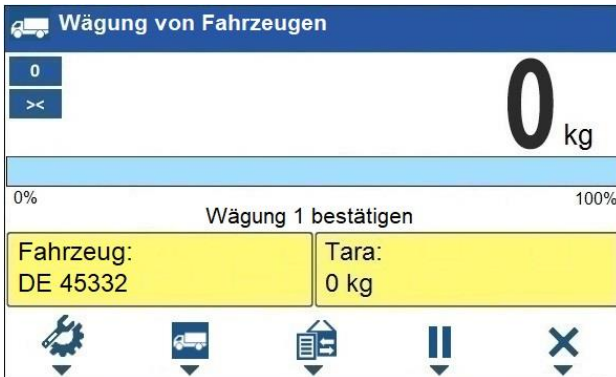 Wägung von Fahrzeugen
0
><
0 kg
0%
100%
Wägung 1 bestätigen
Fahrzeug:
DE 45332
Tara:
0 kg